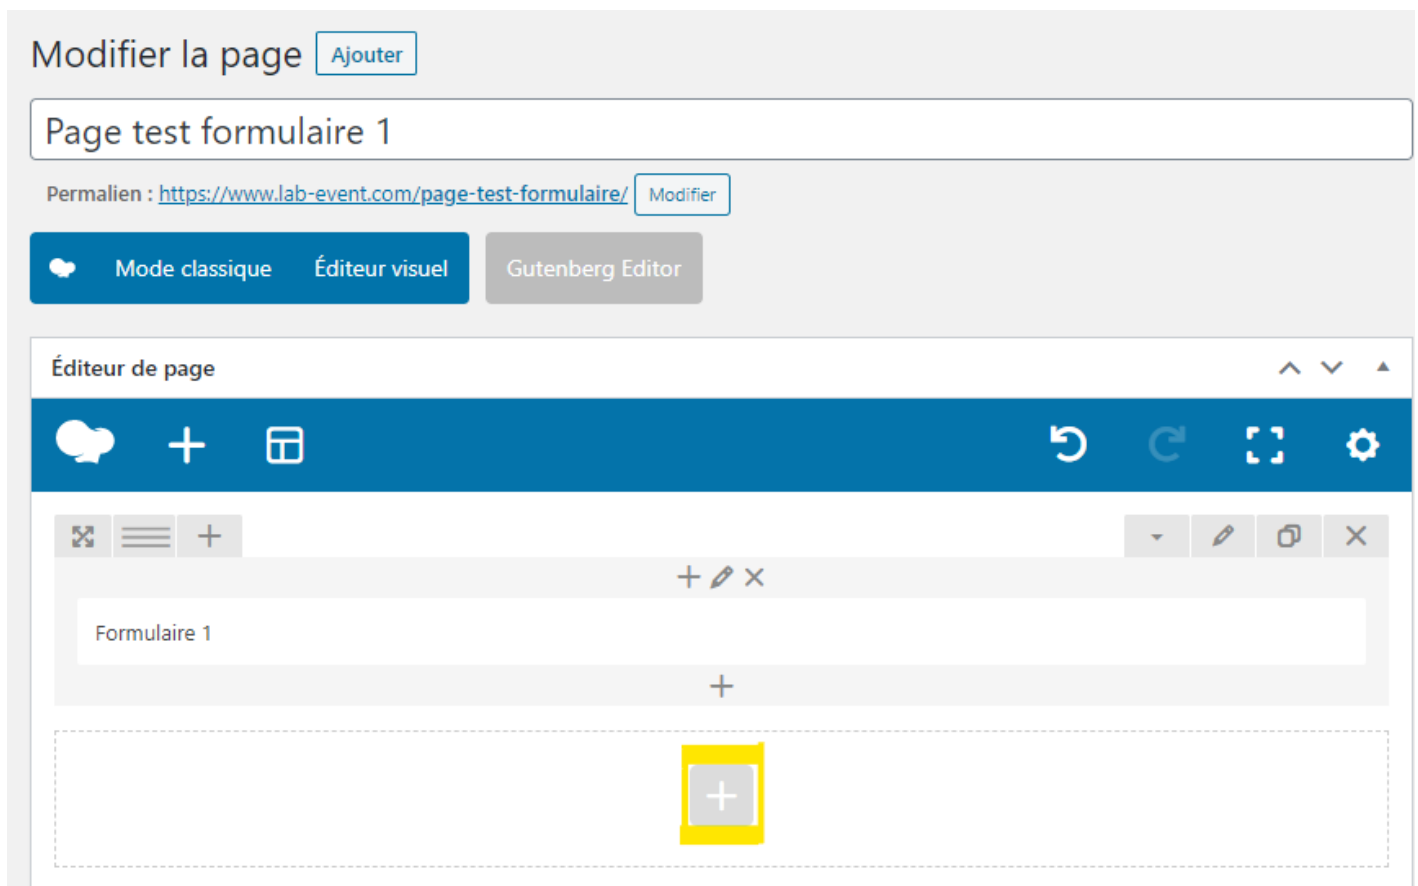 Modifier la page Ajouter
Page test formulaire 1
Permalien : https://www.lab-event.com/page-test-formulaire/ Modifier
Mode classique Éditeur visuel Gutenberg Editor
Éditeur de page
Formulaire 1